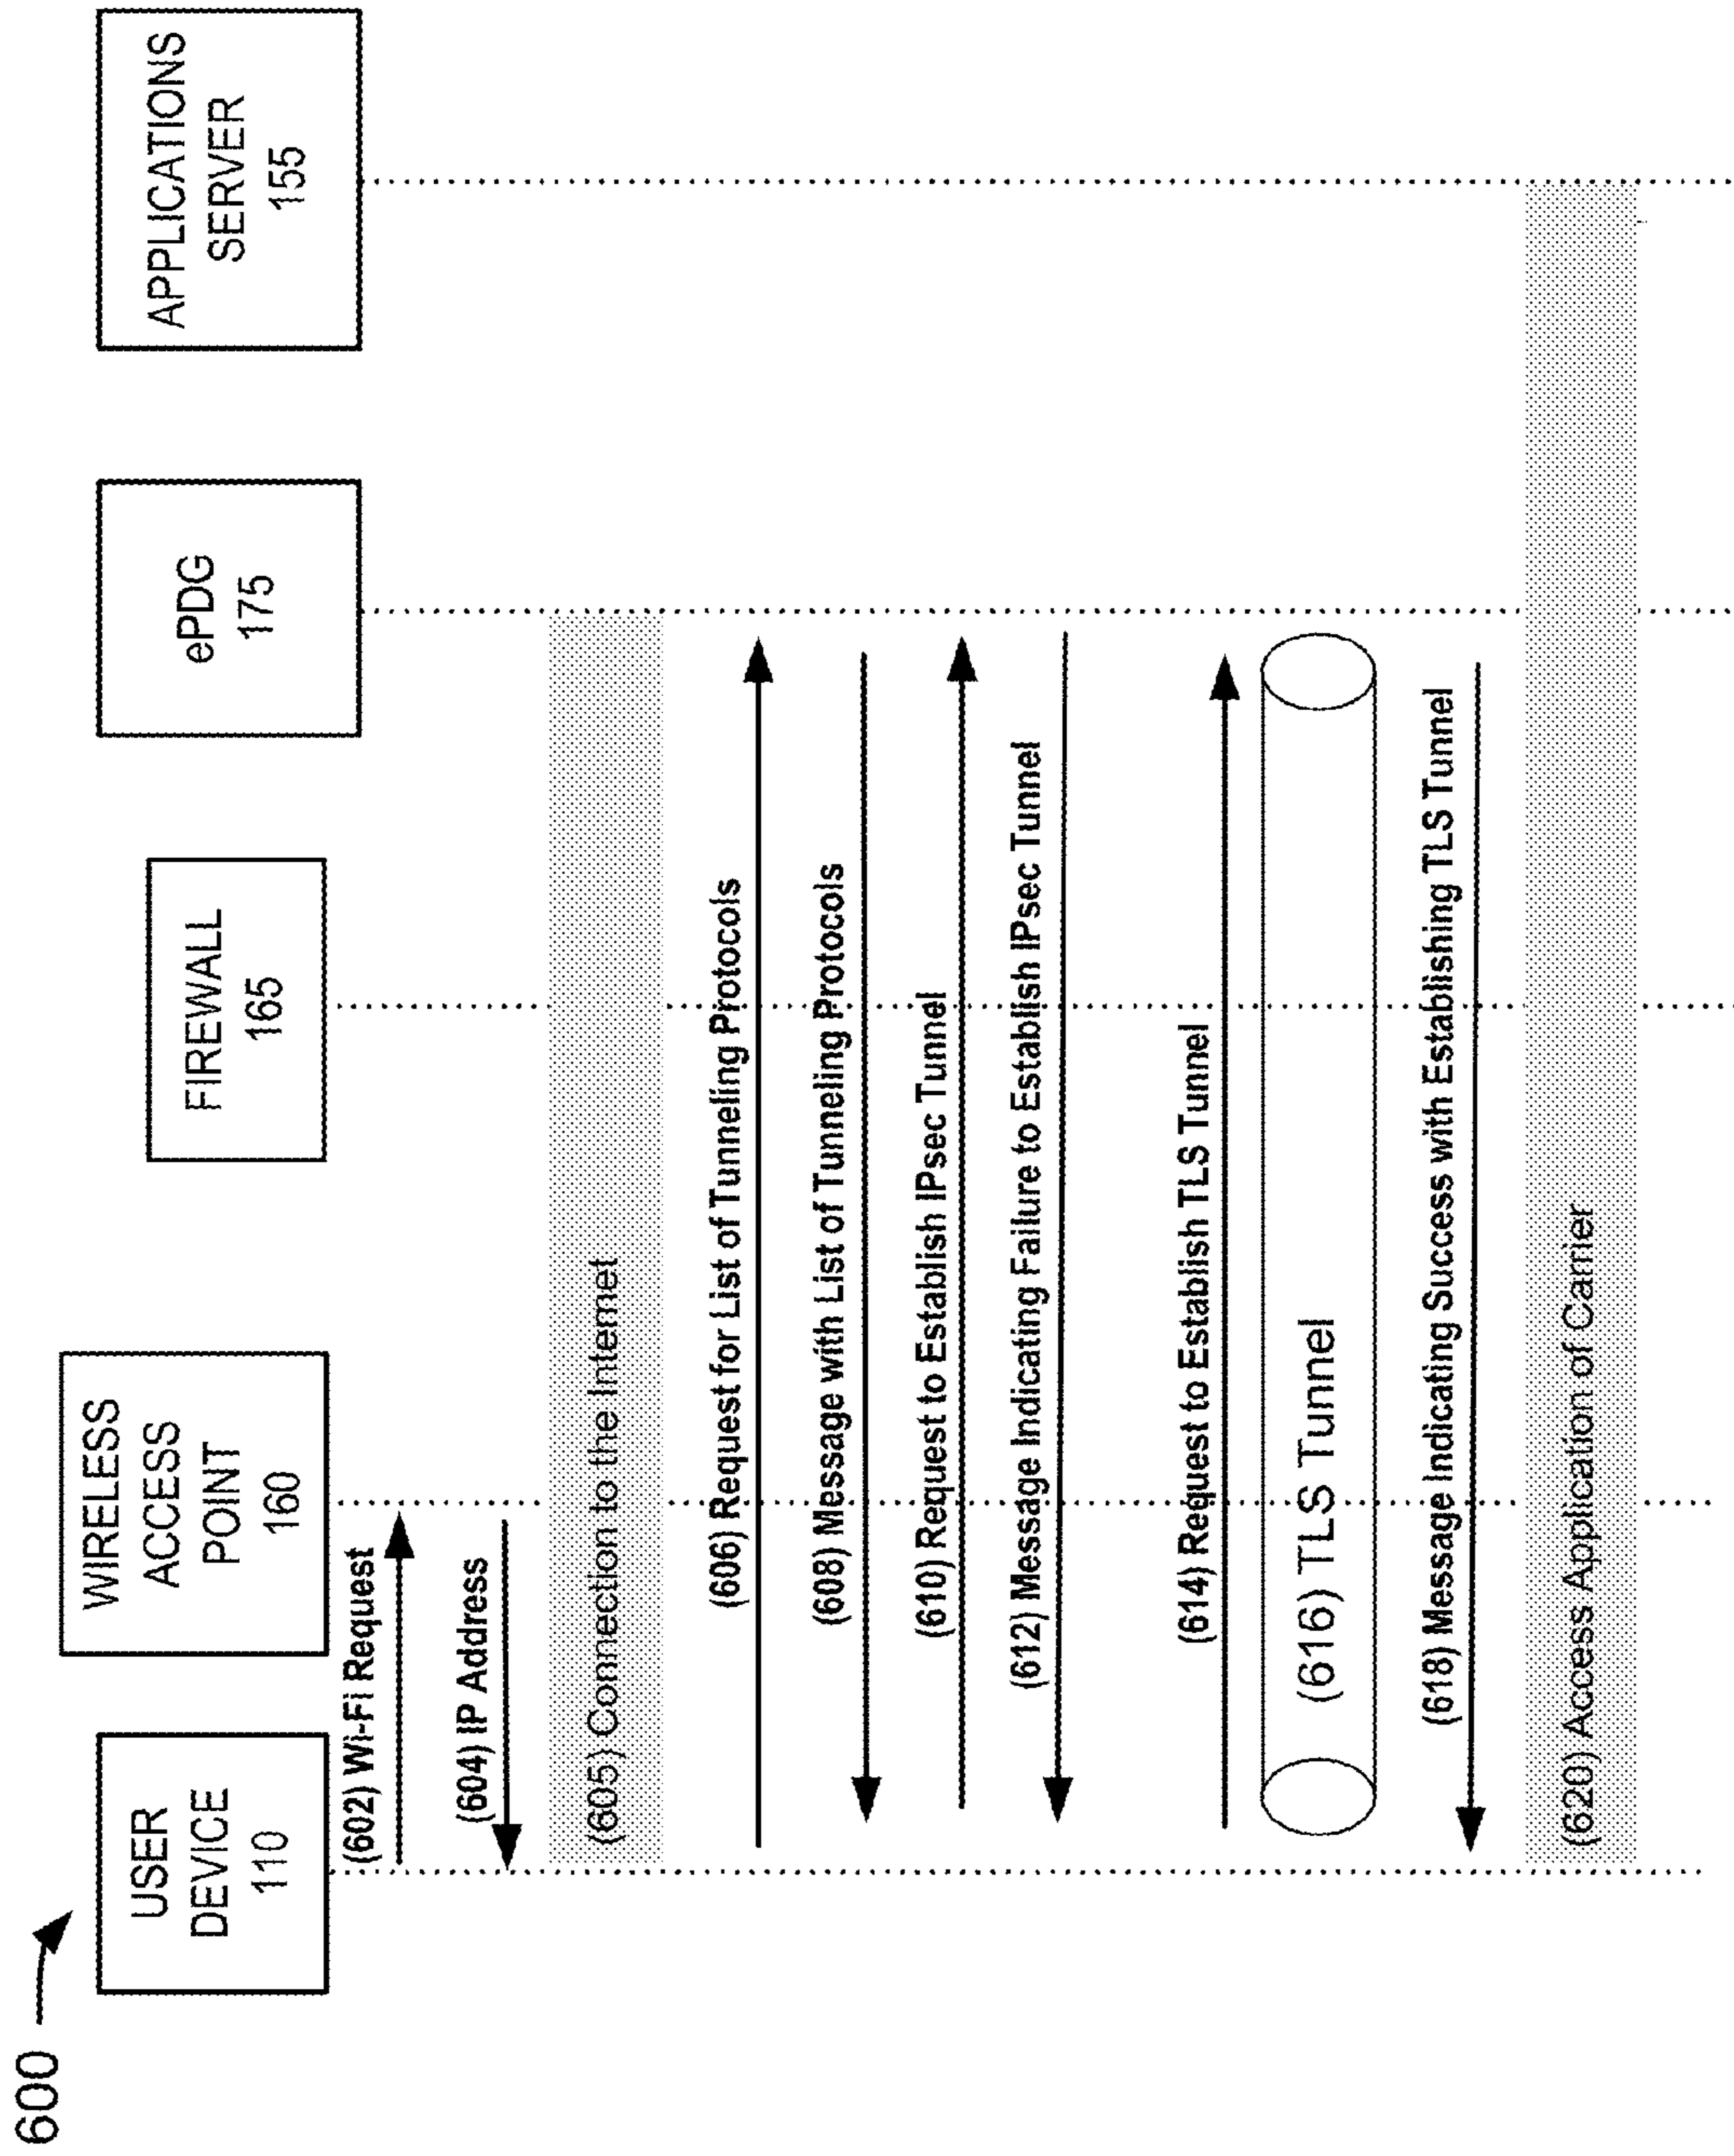 600
USER
DEVICE
110
WIRELESS
ACCESS
POINT
160
FIREWALL
165
ePDG
175
APPLICATIONS
SERVER
155
(602) Wi-Fi Request
(604) IP Address
(605) Connection to the Internet
(606) Request for List of Tunneling Protocols
(608) Message with List of Tunneling Protocols
(610) Request to Establish IPsec Tunnel
(612) Message Indicating Failure to Establish IPsec Tunnel
(614) Request to Establish TLS Tunnel
(616) TLS Tunnel
(618) Message Indicating Success with Establishing TLS Tunnel
(620) Access Application of Carrier